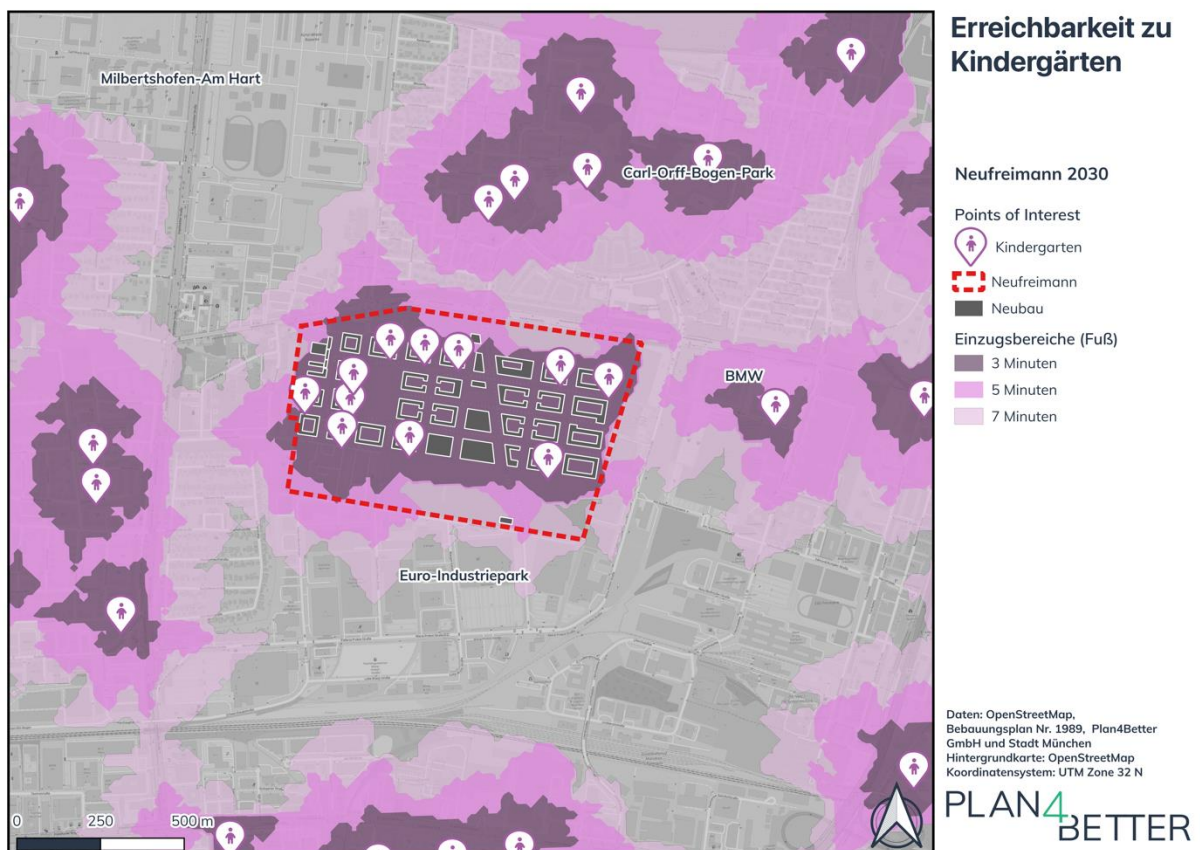 Erreichbarkeit zu
Kindergärten
Milbertshofen-Am Hart
Carl-Orff-Bogen-Park
BMW
Euro-Industriepark
0 250 500 m
Neufreimann 2030
Points of Interest
Kindergarten
Neufreimann
Neubau
Einzugsbereiche (Fuß)
3 Minuten
5 Minuten
7 Minuten
Daten: OpenStreetMap,
Bebauungsplan Nr. 1989, Plan4Better
GmbH und Stadt München
Hintergrundkarte: OpenStreetMap
Koordinatensystem: UTM Zone 32 N
PLAN4
BETTER